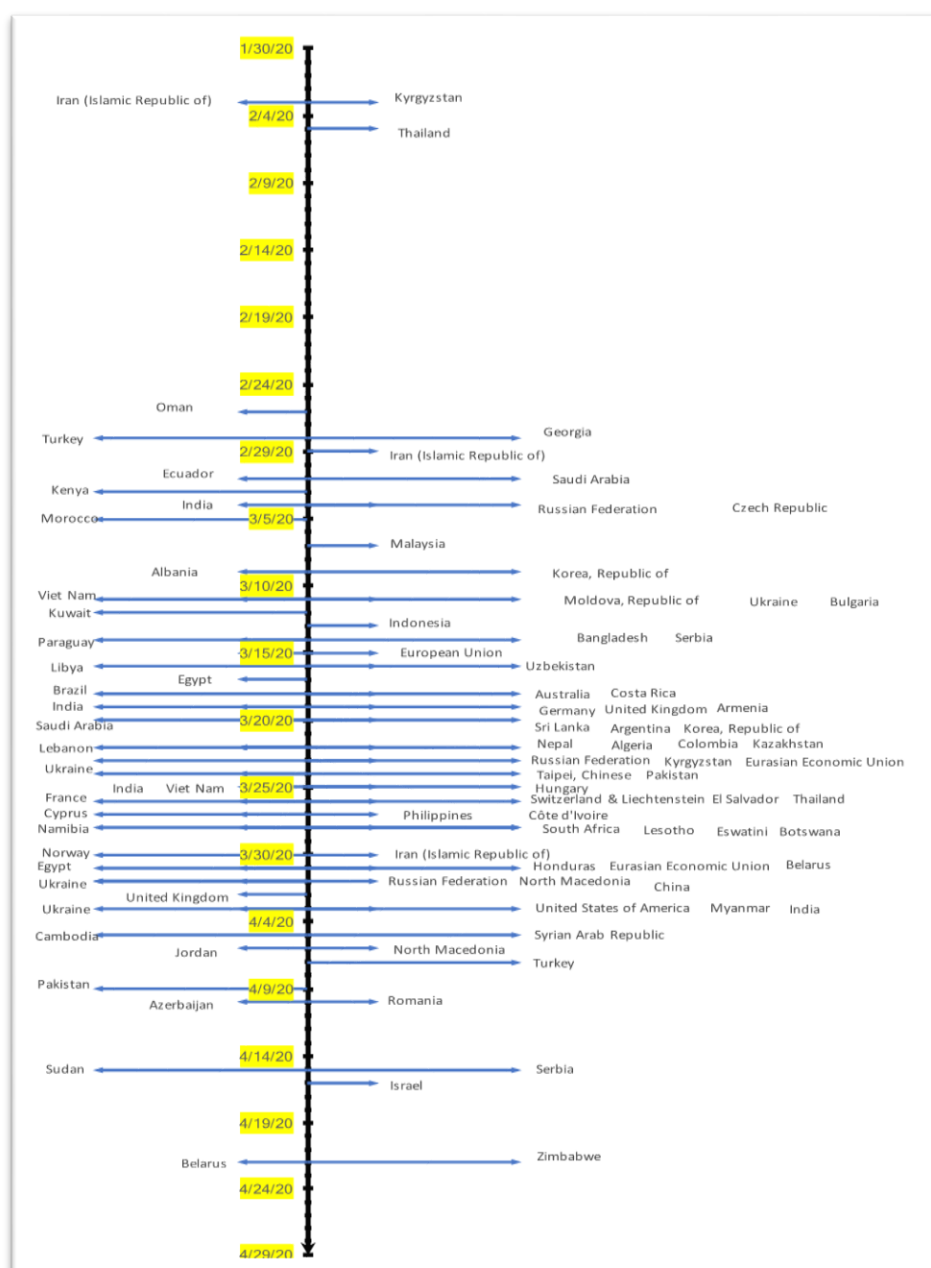 1/30/20
Iran (Islamic Republic of) Kyrgyzstan
2/4/20
Thailand
2/9/20
2/14/20
2/19/20
2/24/20
Oman
Turkey Georgia
2/29/20 Iran (Islamic Republic of)
Ecuador Saudi Arabia
Kenya
India Russian Federation Czech Republic
Morocco 3/5/20
Malaysia
Albania Korea, Republic of
3/10/20
Viet Nam Moldova, Republic of Ukraine Bulgaria
Kuwait
Indonesia
Paraguay Bangladesh Serbia
3/15/20 European Union
Libya Uzbekistan
Egypt
Brazil Australia Costa Rica
India Germany United Kingdom Armenia
Saudi Arabia 3/20/20 Sri Lanka Argentina Korea, Republic of
Lebanon Nepal Algeria Colombia Kazakhstan
Russian Federation Kyrgyzstan Eurasian Economic Union
Ukraine Taipei, Chinese Pakistan
India Viet Nam 3/25/20 Hungary
France Switzerland & Liechtenstein El Salvador Thailand
Cyprus Philippines Côte d'Ivoire
Namibia South Africa Lesotho Eswatini Botswana
Norway 3/30/20 Iran (Islamic Republic of)
Egypt Honduras Eurasian Economic Union Belarus
Ukraine Russian Federation North Macedonia China
United Kingdom
Ukraine United States of America Myanmar India
4/4/20
Cambodia Syrian Arab Republic
Jordan North Macedonia
Turkey
Pakistan 4/9/20
Azerbaijan Romania
4/14/20
Sudan Serbia
Israel
4/19/20
Belarus Zimbabwe
4/24/20
4/29/20